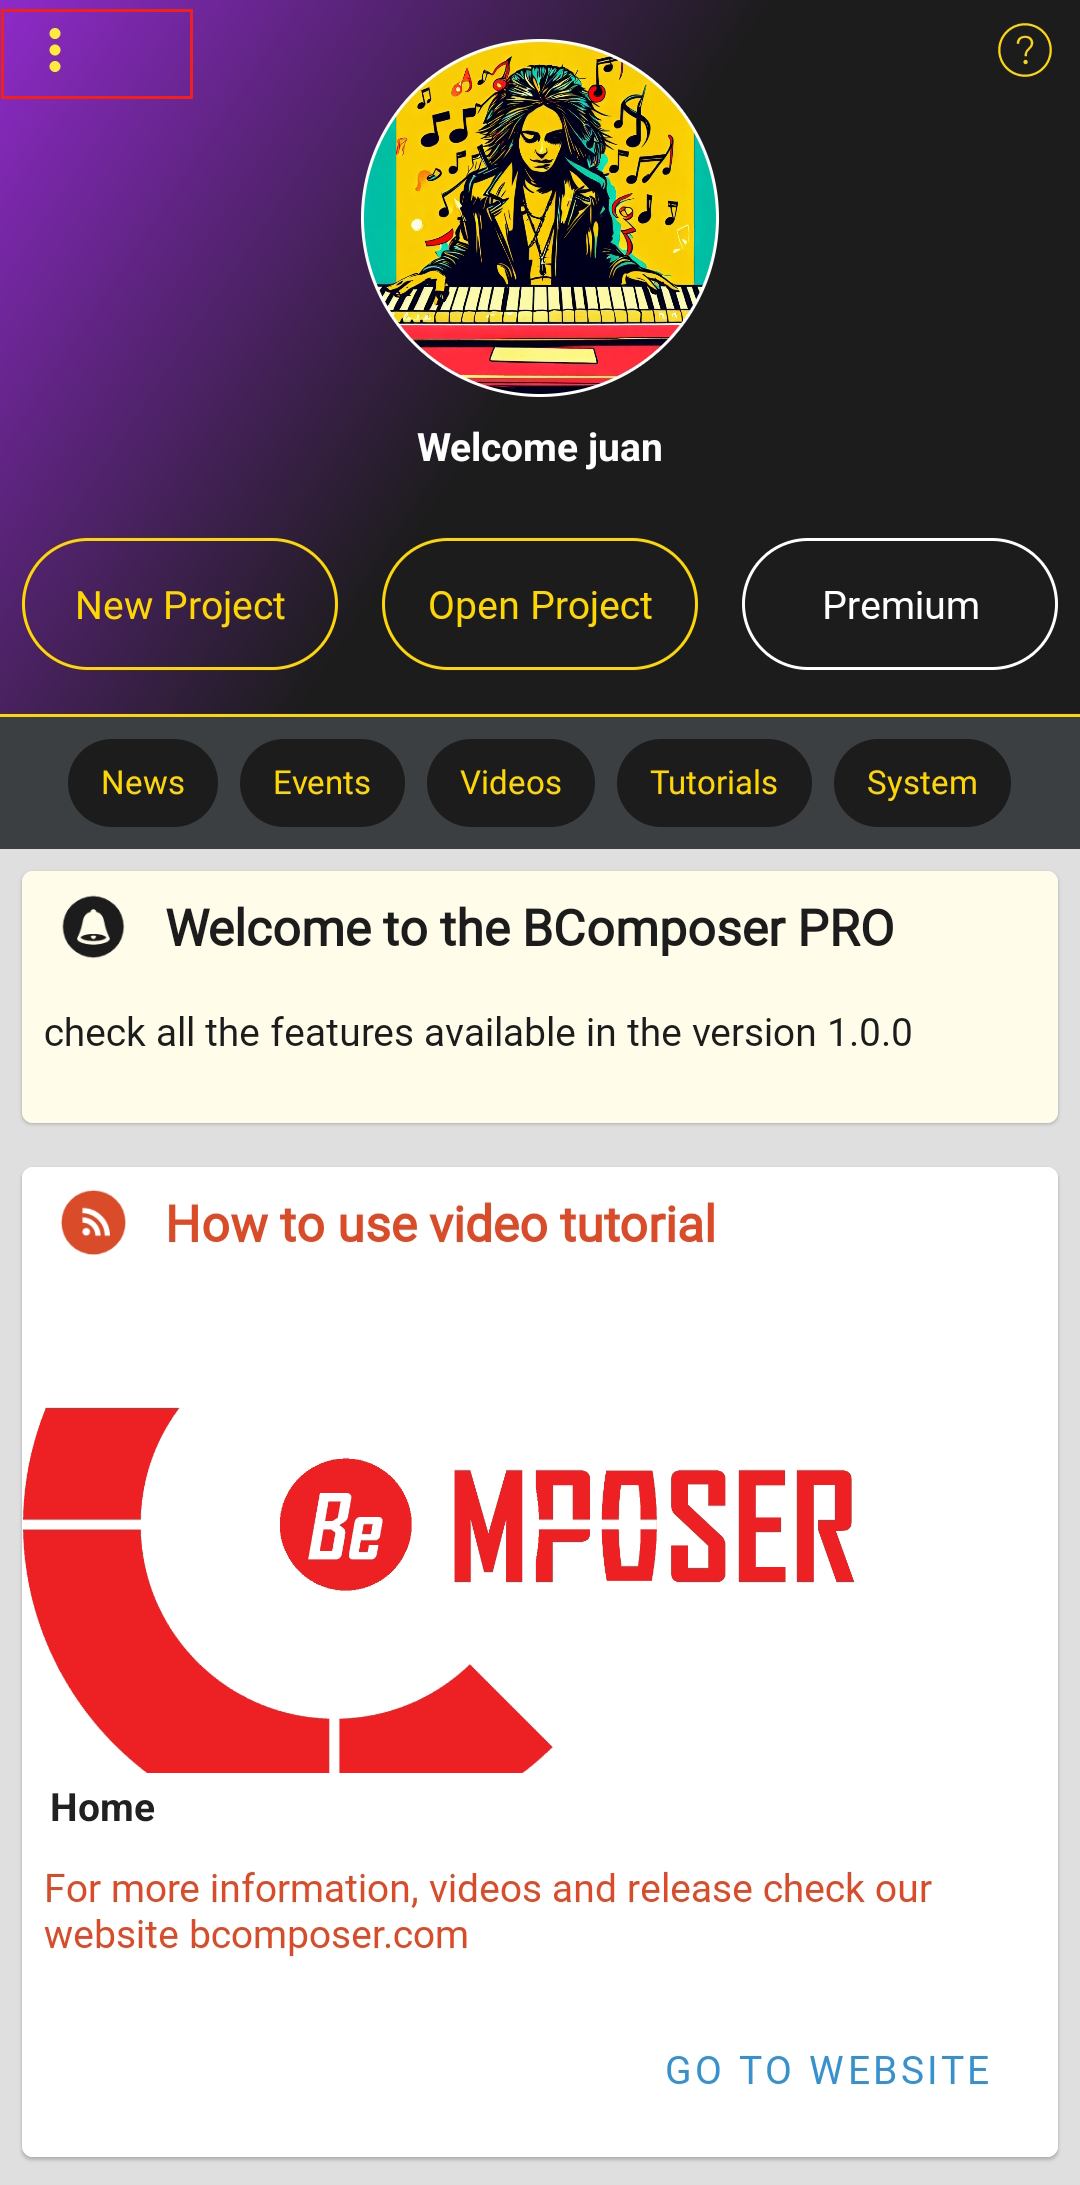 ?
Welcome juan
New Project
Open Project
Premium
News
Events
Videos
Tutorials
System
Welcome to the BComposer PRO
check all the features available in the version 1.0.0
How to use video tutorial
Be MPOSER
Home
For more information, videos and release check our
website bcomposer.com
GO TO WEBSITE